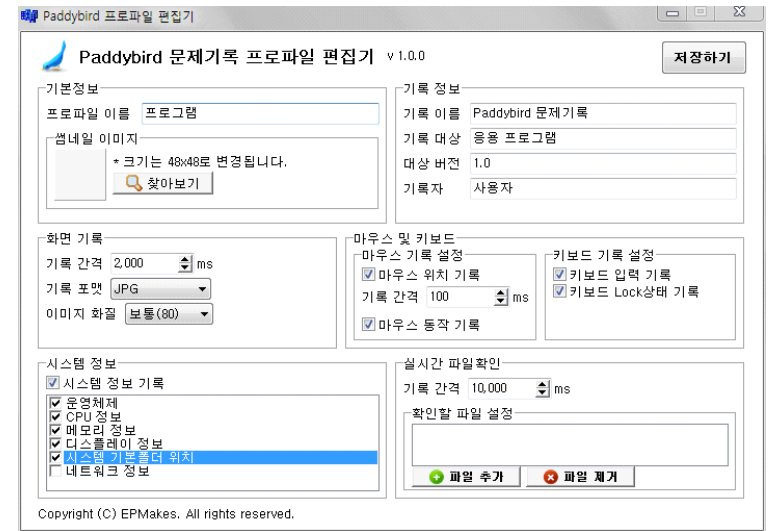 Paddybird 프로파일 편집기
Paddybird 문제기록 프로파일 편집기 v 1.0.0
저장하기
기본정보
프로파일 이름 프로그램
썸네일 이미지
* 크기는 48x48로 변경됩니다.
찾아보기
기록 정보
기록 이름 Paddybird 문제기록
기록 대상 응용 프로그램
대상 버전 1.0
기록자 사용자
화면 기록
기록 간격 2,000 ms
기록 포맷 JPG
이미지 화질 보통(80)
마우스 및 키보드
마우스 기록 설정
마우스 위치 기록
기록 간격 100 ms
마우스 동작 기록
키보드 기록 설정
키보드 입력 기록
키보드 Lock상태 기록
시스템 정보
시스템 정보 기록
운영체제
CPU 정보
메모리 정보
디스플레이 정보
시스템 기본폴더 위치
네트워크 정보
실시간 파일확인
기록 간격 10,000 ms
확인할 파일 설정
파일 추가
파일 제거
Copyright (C) EPMakes. All rights reserved.